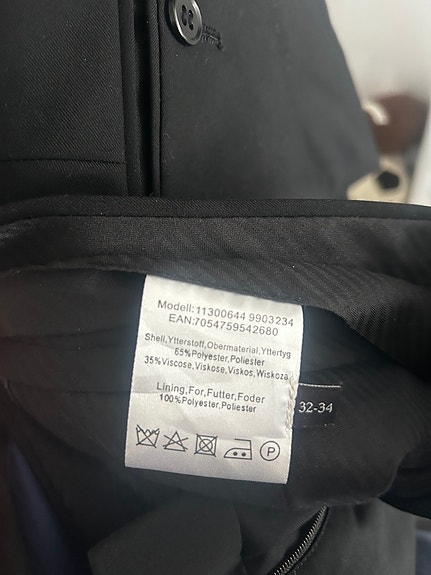 Modell:11300644 9903234
EAN:7054759542680
Shell,Ytterstoff,Obermaterial,Yttertyg
65%Polyester,Poliester
35%Viscose,Viskose,Viskos,Wiskoza
Lining,For,Futter,Foder
100%Polyester,Poliester
32-34
P